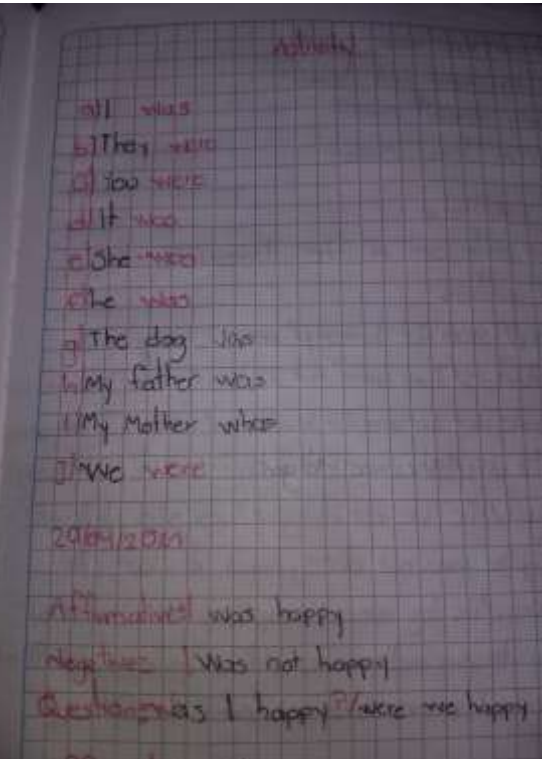 Activity
a) I was
b) They were
c) You were
d) It was
e) She was
f) He was
g) The dog was
h) My father was
i) My Mother whas
j) We were
Affirmative: I was happy
Negative: I was not happy
Question: was I happy? / were we happy